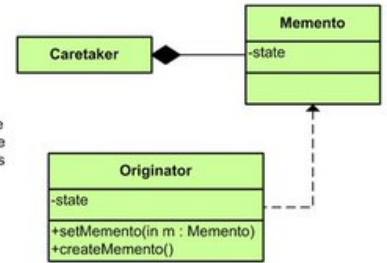 Memento
-state
Caretaker
e
e
s
Originator
-state
+setMemento(in m : Memento)
+createMemento()